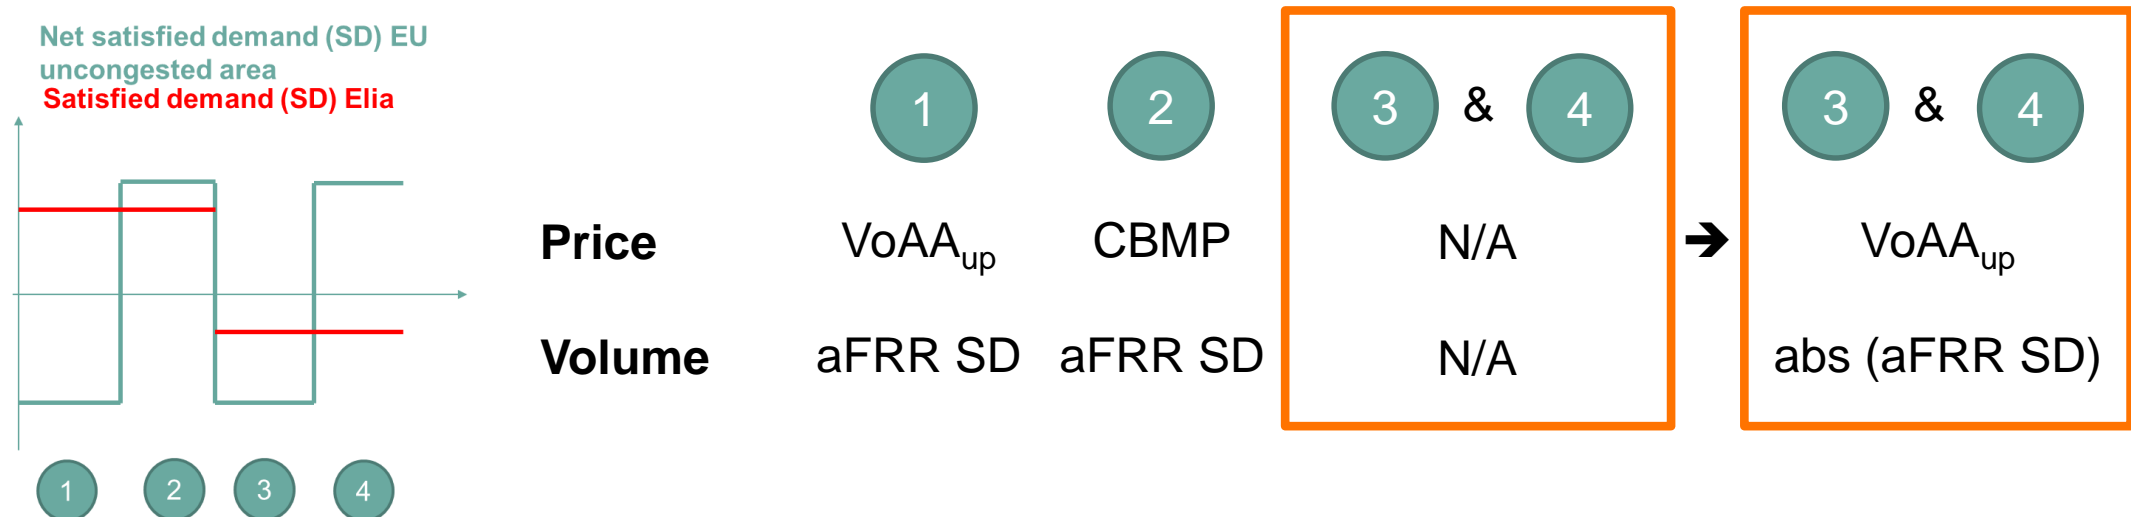 Net satisfied demand (SD) EU
uncongested area
Satisfied demand (SD) Elia
1 2 3 & 4 3 & 4
Price VoAAup CBMP N/A ➔ VoAAup
Volume aFRR SD aFRR SD N/A abs (aFRR SD)
1 2 3 4